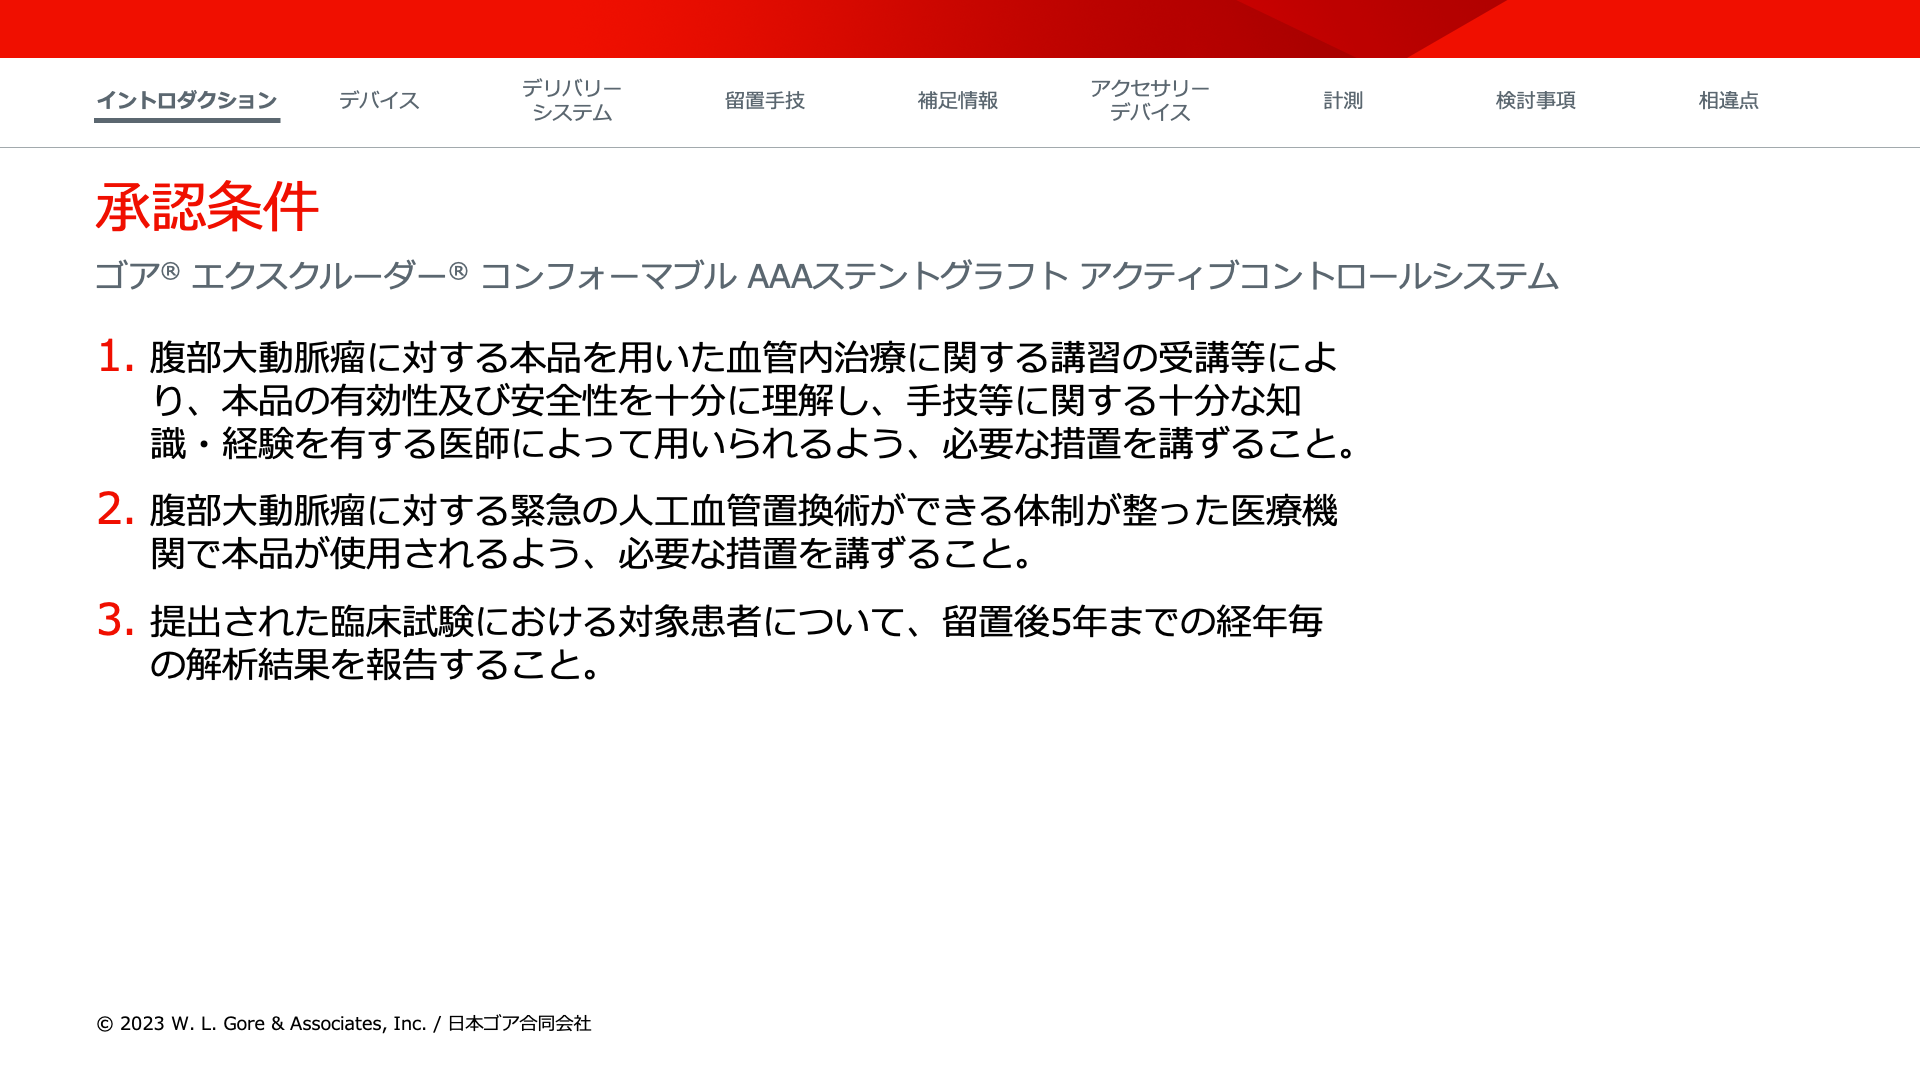 イントロダクション
デバイス
デリバリー
システム
留置手技
補足情報
アクセサリー
デバイス
計測
検討事項
相違点
承認条件
ゴア® エクスクルーダー® コンフォーマブル AAAステントグラフト アクティブコントロールシステム
1. 腹部大動脈瘤に対する本品を用いた血管内治療に関する講習の受講等によ
り、本品の有効性及び安全性を十分に理解し、手技等に関する十分な知
識・経験を有する医師によって用いられるよう、必要な措置を講ずること。
2. 腹部大動脈瘤に対する緊急の人工血管置換術ができる体制が整った医療機
関で本品が使用されるよう、必要な措置を講ずること。
3. 提出された臨床試験における対象患者について、留置後5年までの経年毎
の解析結果を報告すること。
© 2023 W. L. Gore & Associates, Inc. / 日本ゴア合同会社